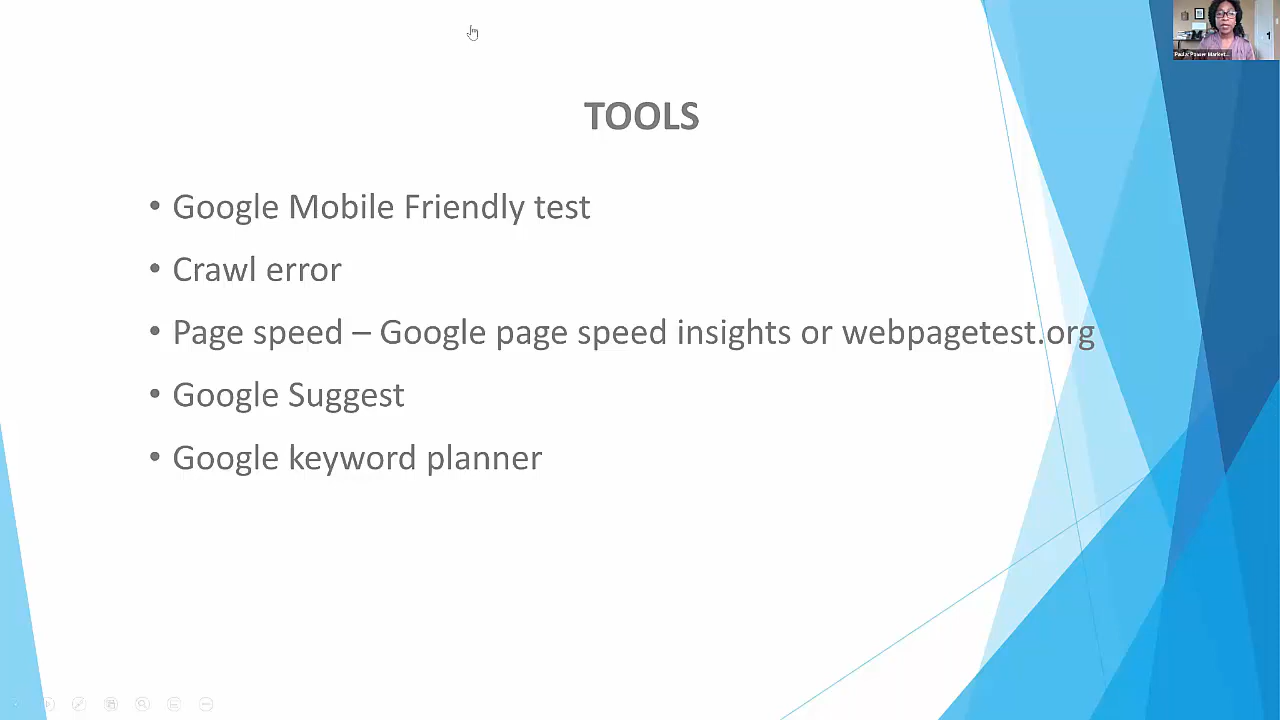 TOOLS
• Google Mobile Friendly test
• Crawl error
• Page speed – Google page speed insights or webpagetest.org
• Google Suggest
• Google keyword planner